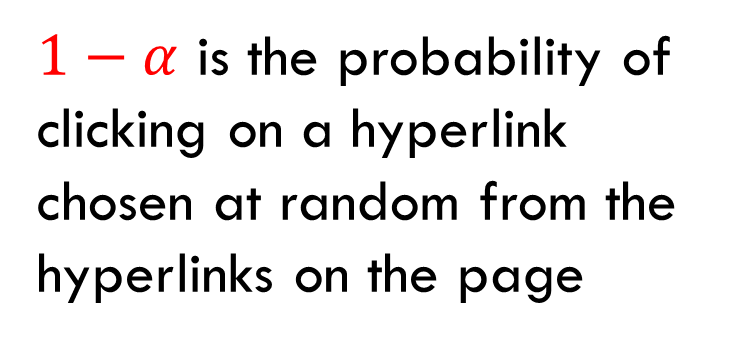 1 − α is the probability of
clicking on a hyperlink
chosen at random from the
hyperlinks on the page